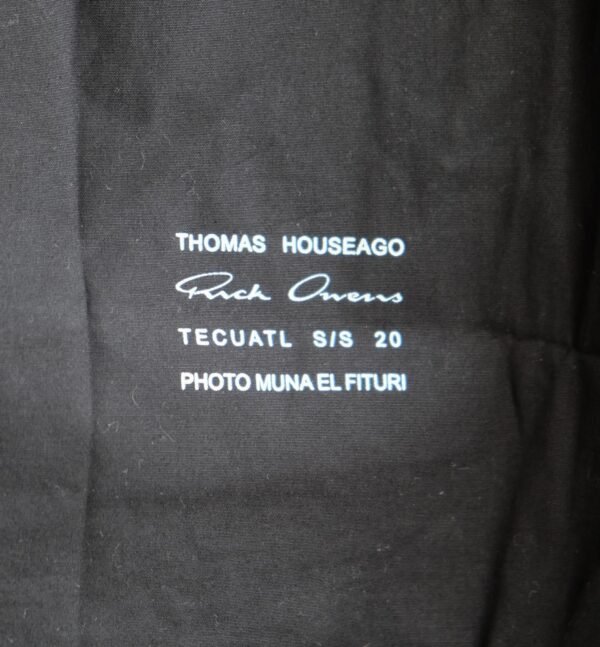 THOMAS HOUSEAGO
Rick Owens
TECUATL S/S 20
PHOTO MUNA EL FITURI